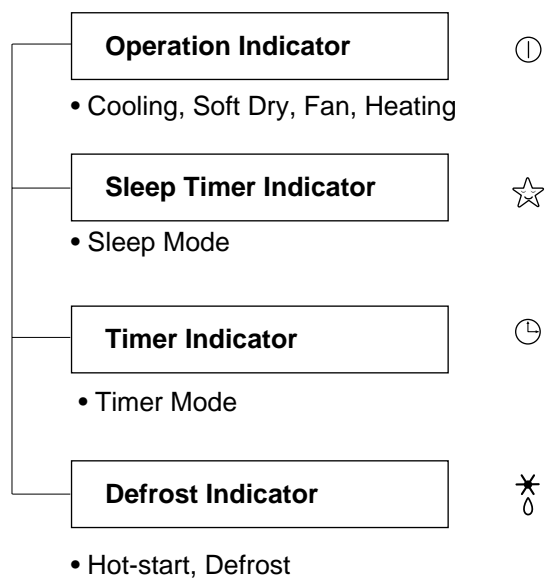 Operation Indicator
• Cooling, Soft Dry, Fan, Heating
Sleep Timer Indicator
• Sleep Mode
Timer Indicator
• Timer Mode
Defrost Indicator
• Hot-start, Defrost